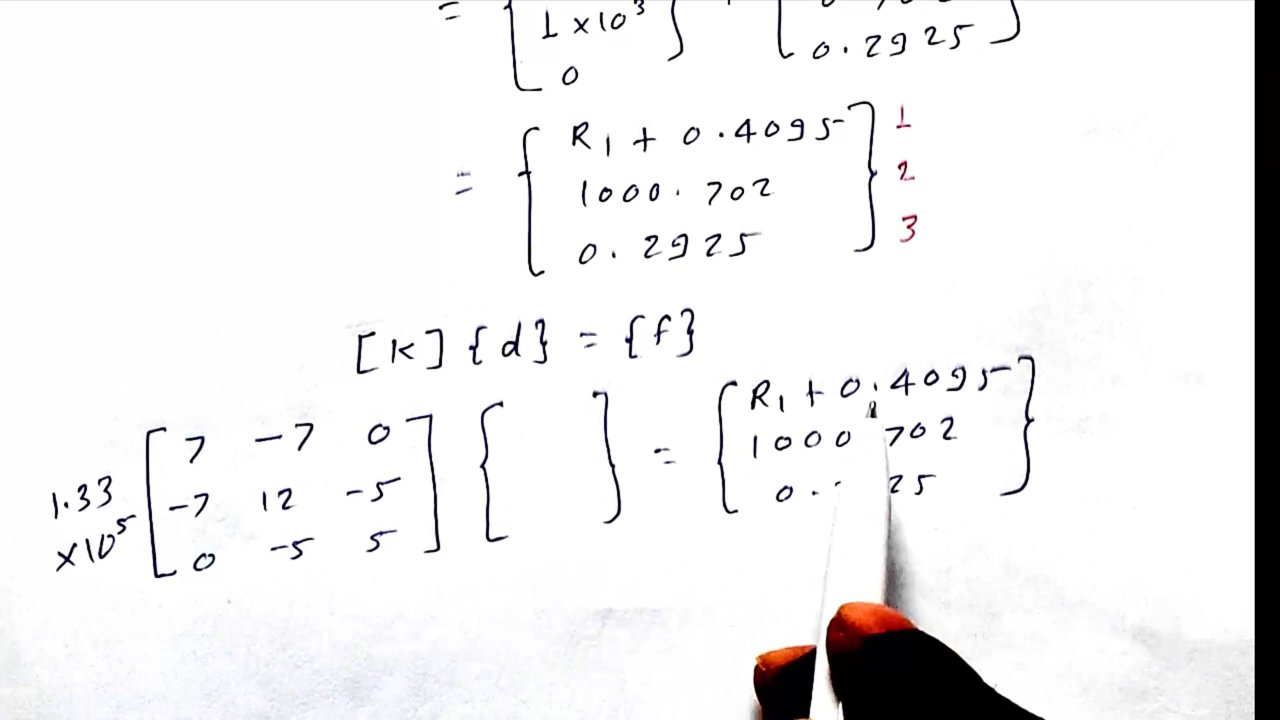 = 1 × 10³
0 0.2925
= { R₁ + 0.4095 } 1
1000.702 2
0.2925 3
[K] {d} = {f}
1.33 × 10⁵ [ 7 -7 0 ] { } = { R₁ + 0.4095 }
-7 12 -5 1000 702
0 -5 5 0. 25